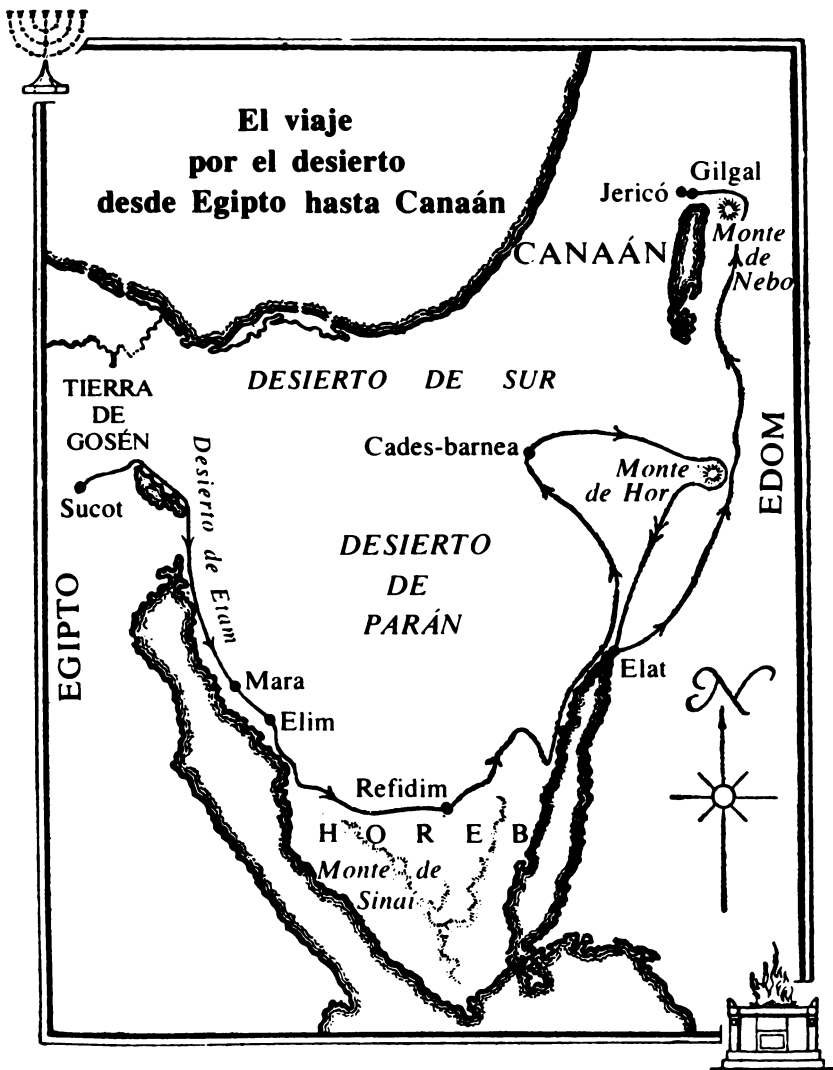 El viaje
por el desierto
desde Egipto hasta Canaán
Gilgal
Jericó
CANAÁN
Monte
de
Nebo
TIERRA
DE
GOSÉN
DESIERTO DE SUR
Cades-barnea
Monte
de Hor
EDOM
Sucot
Desierto de Etam
DESIERTO
DE
PARÁN
EGIPTO
Mara
Elim
Elat
N
Refidim
HOREB
Monte de
Sinaí